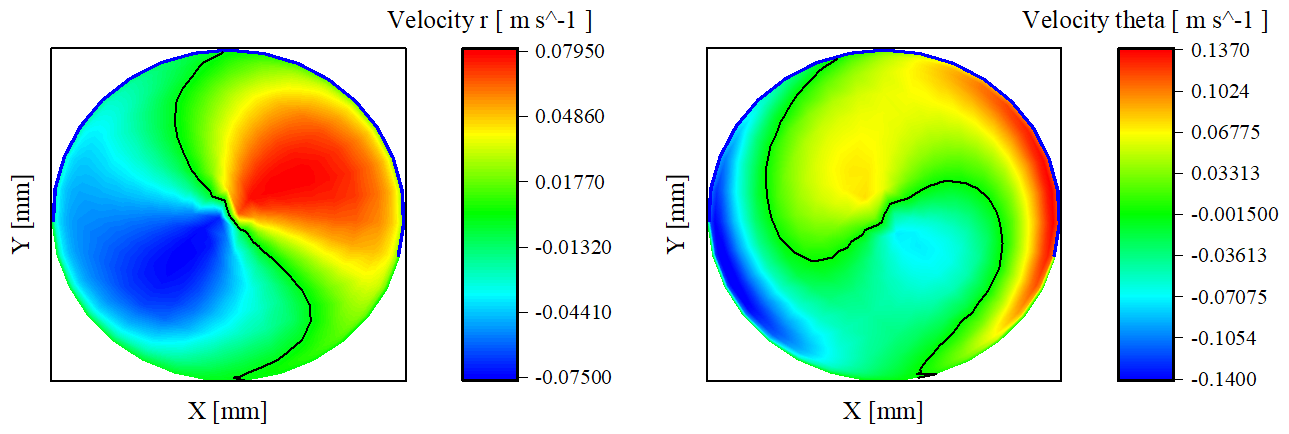 Velocity r [ m s^-1 ]
0.07950
0.04860
0.01770
-0.01320
-0.04410
-0.07500
Y [mm]
X [mm]
Velocity theta [ m s^-1 ]
0.1370
0.1024
0.06775
0.03313
-0.001500
-0.03613
-0.07075
-0.1054
-0.1400
Y [mm]
X [mm]